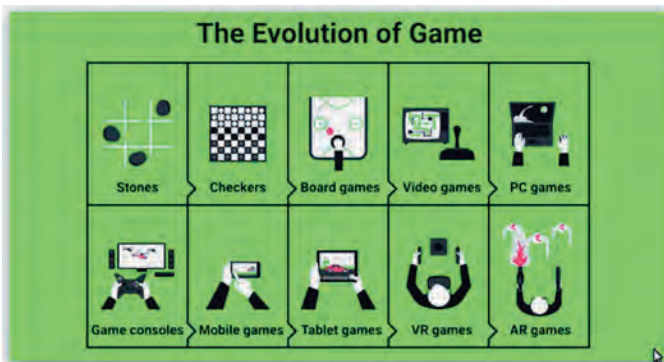 The Evolution of Game
Stones Checkers Board games Video games PC games
Game consoles Mobile games Tablet games VR games AR games